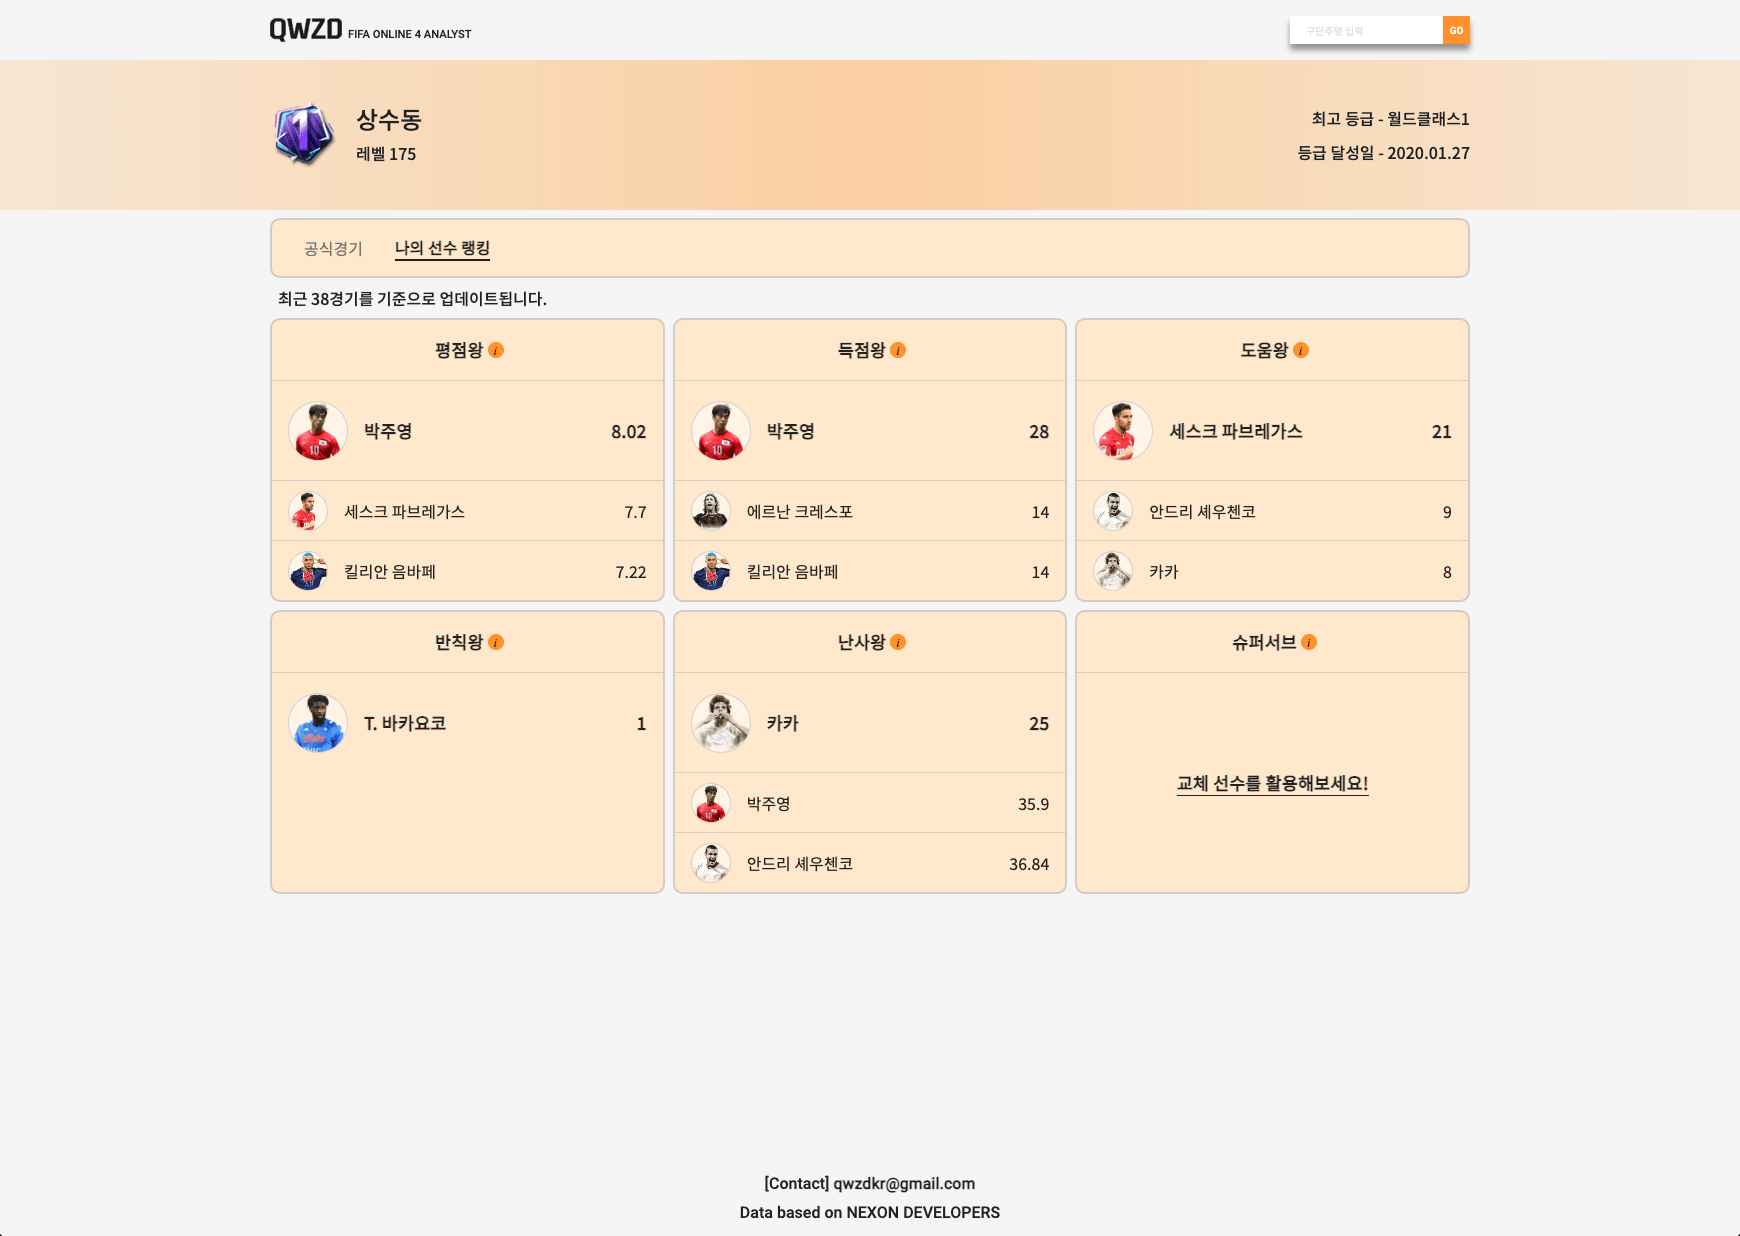 QWZD FIFA ONLINE 4 ANALYST
구단주명 입력 GO
상수동
레벨 175
최고 등급 - 월드클래스1
등급 달성일 - 2020.01.27
공식경기 나의 선수 랭킹
최근 38경기를 기준으로 업데이트됩니다.
평점왕 i
박주영 8.02
세스크 파브레가스 7.7
킬리안 음바페 7.22
득점왕 i
박주영 28
에르난 크레스포 14
킬리안 음바페 14
도움왕 i
세스크 파브레가스 21
안드리 셰우첸코 9
카카 8
반칙왕 i
T. 바카요코 1
난사왕 i
카카 25
박주영 35.9
안드리 셰우첸코 36.84
슈퍼서브 i
교체 선수를 활용해보세요!
[Contact] qwzdkr@gmail.com
Data based on NEXON DEVELOPERS